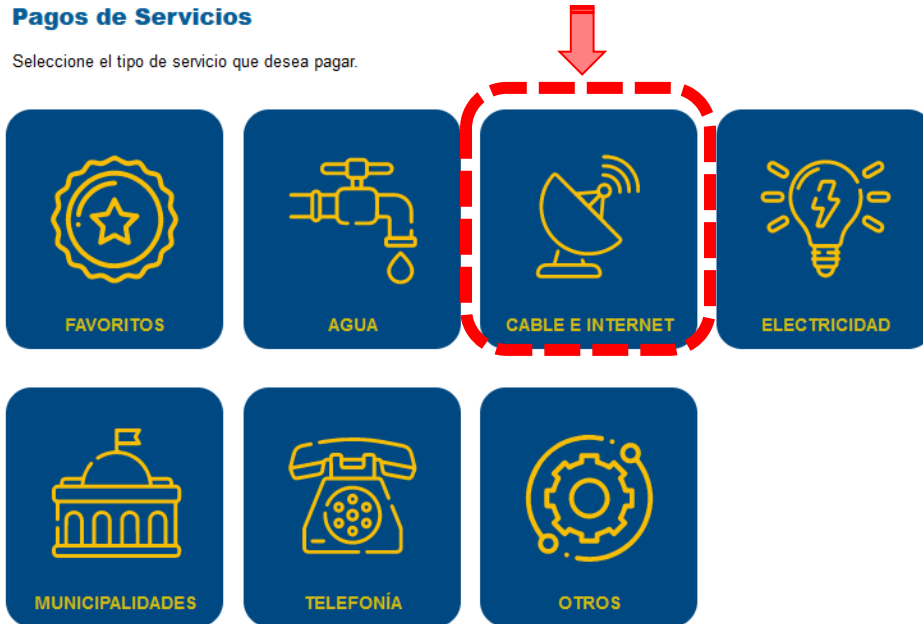 Pagos de Servicios
Seleccione el tipo de servicio que desea pagar.
FAVORITOS
AGUA
CABLE E INTERNET
ELECTRICIDAD
MUNICIPALIDADES
TELEFONÍA
OTROS